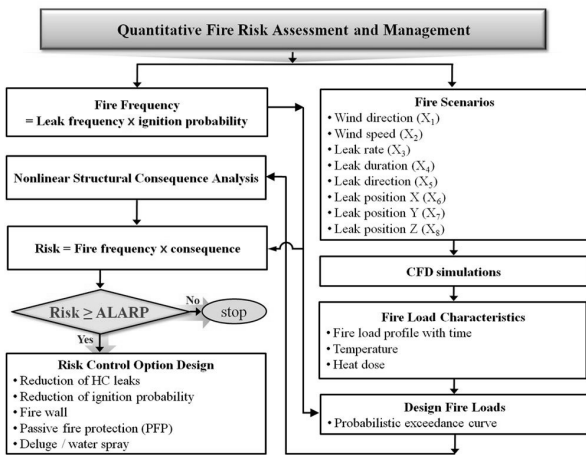 Quantitative Fire Risk Assessment and Management
Fire Frequency
= Leak frequency x ignition probability
Nonlinear Structural Consequence Analysis
Risk = Fire frequency x consequence
Risk ≥ ALARP
No
stop
Yes
Risk Control Option Design
• Reduction of HC leaks
• Reduction of ignition probability
• Fire wall
• Passive fire protection (PFP)
• Deluge / water spray
Fire Scenarios
• Wind direction (X₁)
• Wind speed (X₂)
• Leak rate (X₃)
• Leak duration (X₄)
• Leak direction (X₅)
• Leak position X (X₆)
• Leak position Y (X₇)
• Leak position Z (X₈)
CFD simulations
Fire Load Characteristics
• Fire load profile with time
• Temperature
• Heat dose
Design Fire Loads
• Probabilistic exceedance curve